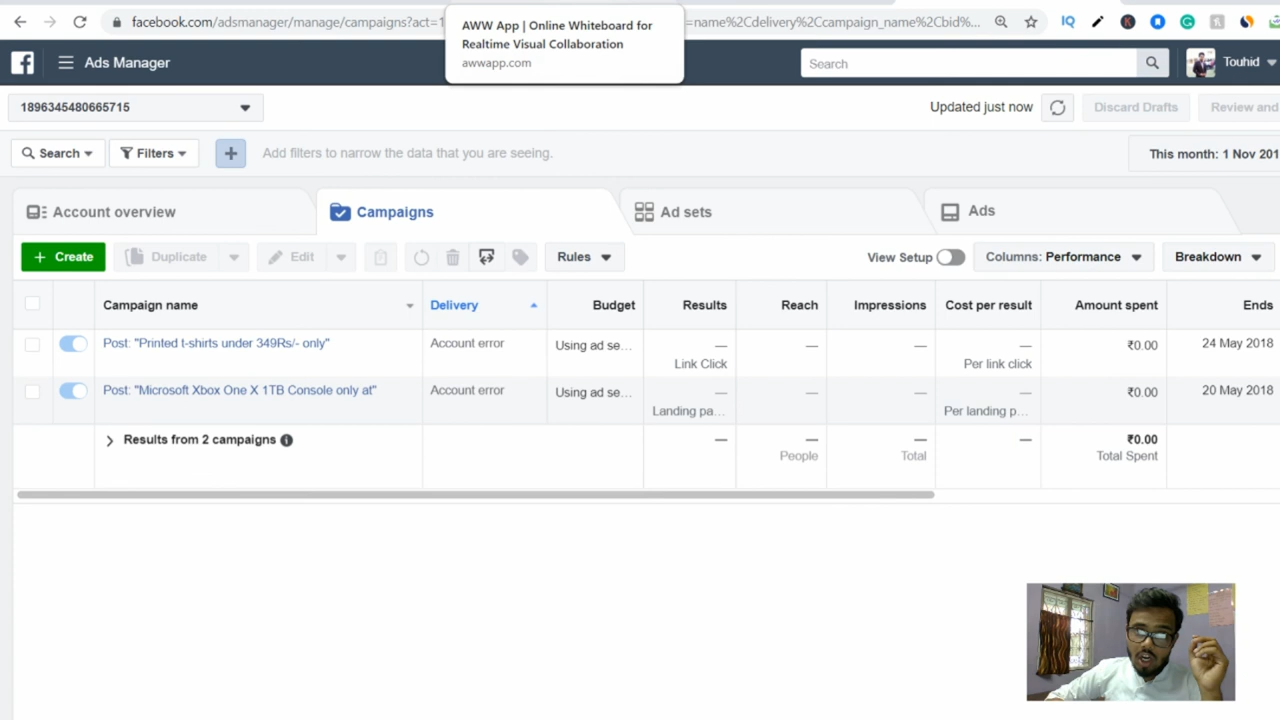 AWW App | Online Whiteboard for
Realtime Visual Collaboration
awwapp.com
facebook.com/adsmanager/manage/campaigns?act=1
=name%2Cdelivery%2Ccampaign_name%2Cbid%...
IQ
Ads Manager
Search
Touhid
1896345480665715
Updated just now
Discard Drafts
Review and
Search
Filters
Add filters to narrow the data that you are seeing.
This month: 1 Nov 201
Account overview
Campaigns
Ad sets
Ads
+ Create
Duplicate
Edit
Rules
View Setup
Columns: Performance
Breakdown
Campaign name
Delivery
Budget
Results
Reach
Impressions
Cost per result
Amount spent
Ends
Post: "Printed t-shirts under 349Rs/- only"
Account error
Using ad se...
—
Link Click
—
—
—
Per link click
₹0.00
24 May 2018
Post: "Microsoft Xbox One X 1TB Console only at"
Account error
Using ad se...
—
Landing pa...
—
—
—
Per landing p...
₹0.00
20 May 2018
Results from 2 campaigns
—
—
People
—
Total
—
₹0.00
Total Spent